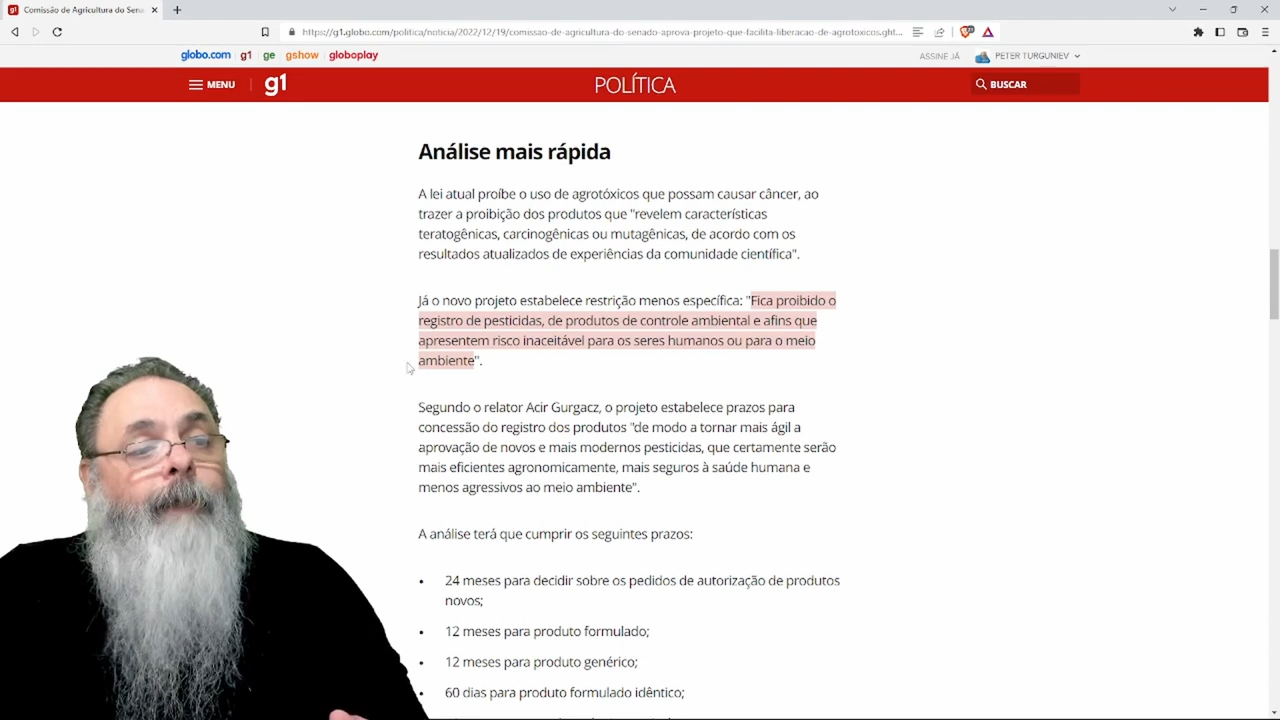 Comissão de Agricultura do Sena
https://g1.globo.com/politica/noticia/2022/12/19/comissao-de-agricultura-do-senado-aprova-projeto-que-facilita-liberacao-de-agrotoxicos.ght...
globo.com g1 ge gshow globoplay
ASSINE JÁ PETER TURGUNIEV
MENU g1 POLÍTICA BUSCAR
Análise mais rápida
A lei atual proíbe o uso de agrotóxicos que possam causar câncer, ao
trazer a proibição dos produtos que "revelem características
teratogênicas, carcinogênicas ou mutagênicas, de acordo com os
resultados atualizados de experiências da comunidade científica".
Já o novo projeto estabelece restrição menos específica: "Fica proibido o
registro de pesticidas, de produtos de controle ambiental e afins que
apresentem risco inaceitável para os seres humanos ou para o meio
ambiente".
Segundo o relator Acir Gurgacz, o projeto estabelece prazos para
concessão do registro dos produtos "de modo a tornar mais ágil a
aprovação de novos e mais modernos pesticidas, que certamente serão
mais eficientes agronomicamente, mais seguros à saúde humana e
menos agressivos ao meio ambiente".
A análise terá que cumprir os seguintes prazos:
• 24 meses para decidir sobre os pedidos de autorização de produtos
novos;
• 12 meses para produto formulado;
• 12 meses para produto genérico;
• 60 dias para produto formulado idêntico;